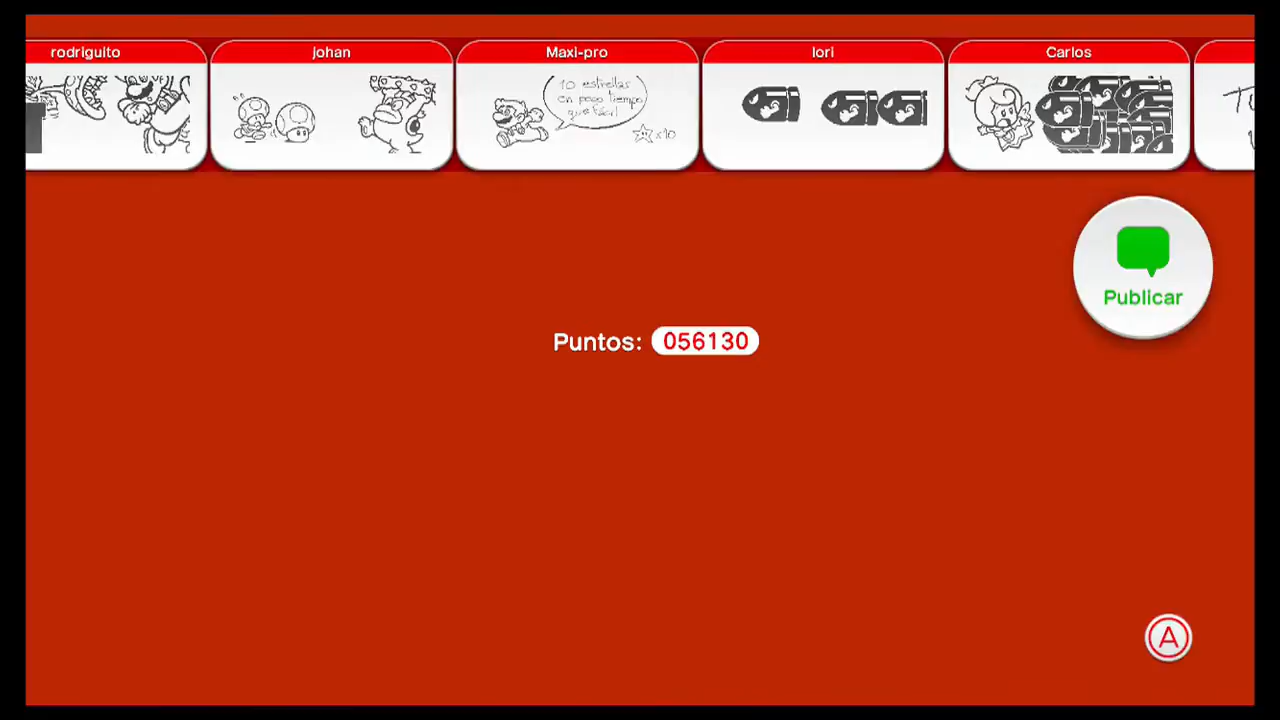 rodriguito
johan
Maxi-pro
lori
Carlos
10 estrellas
en poco tiempo
que fácil
x10
Publicar
Puntos: 056130
A